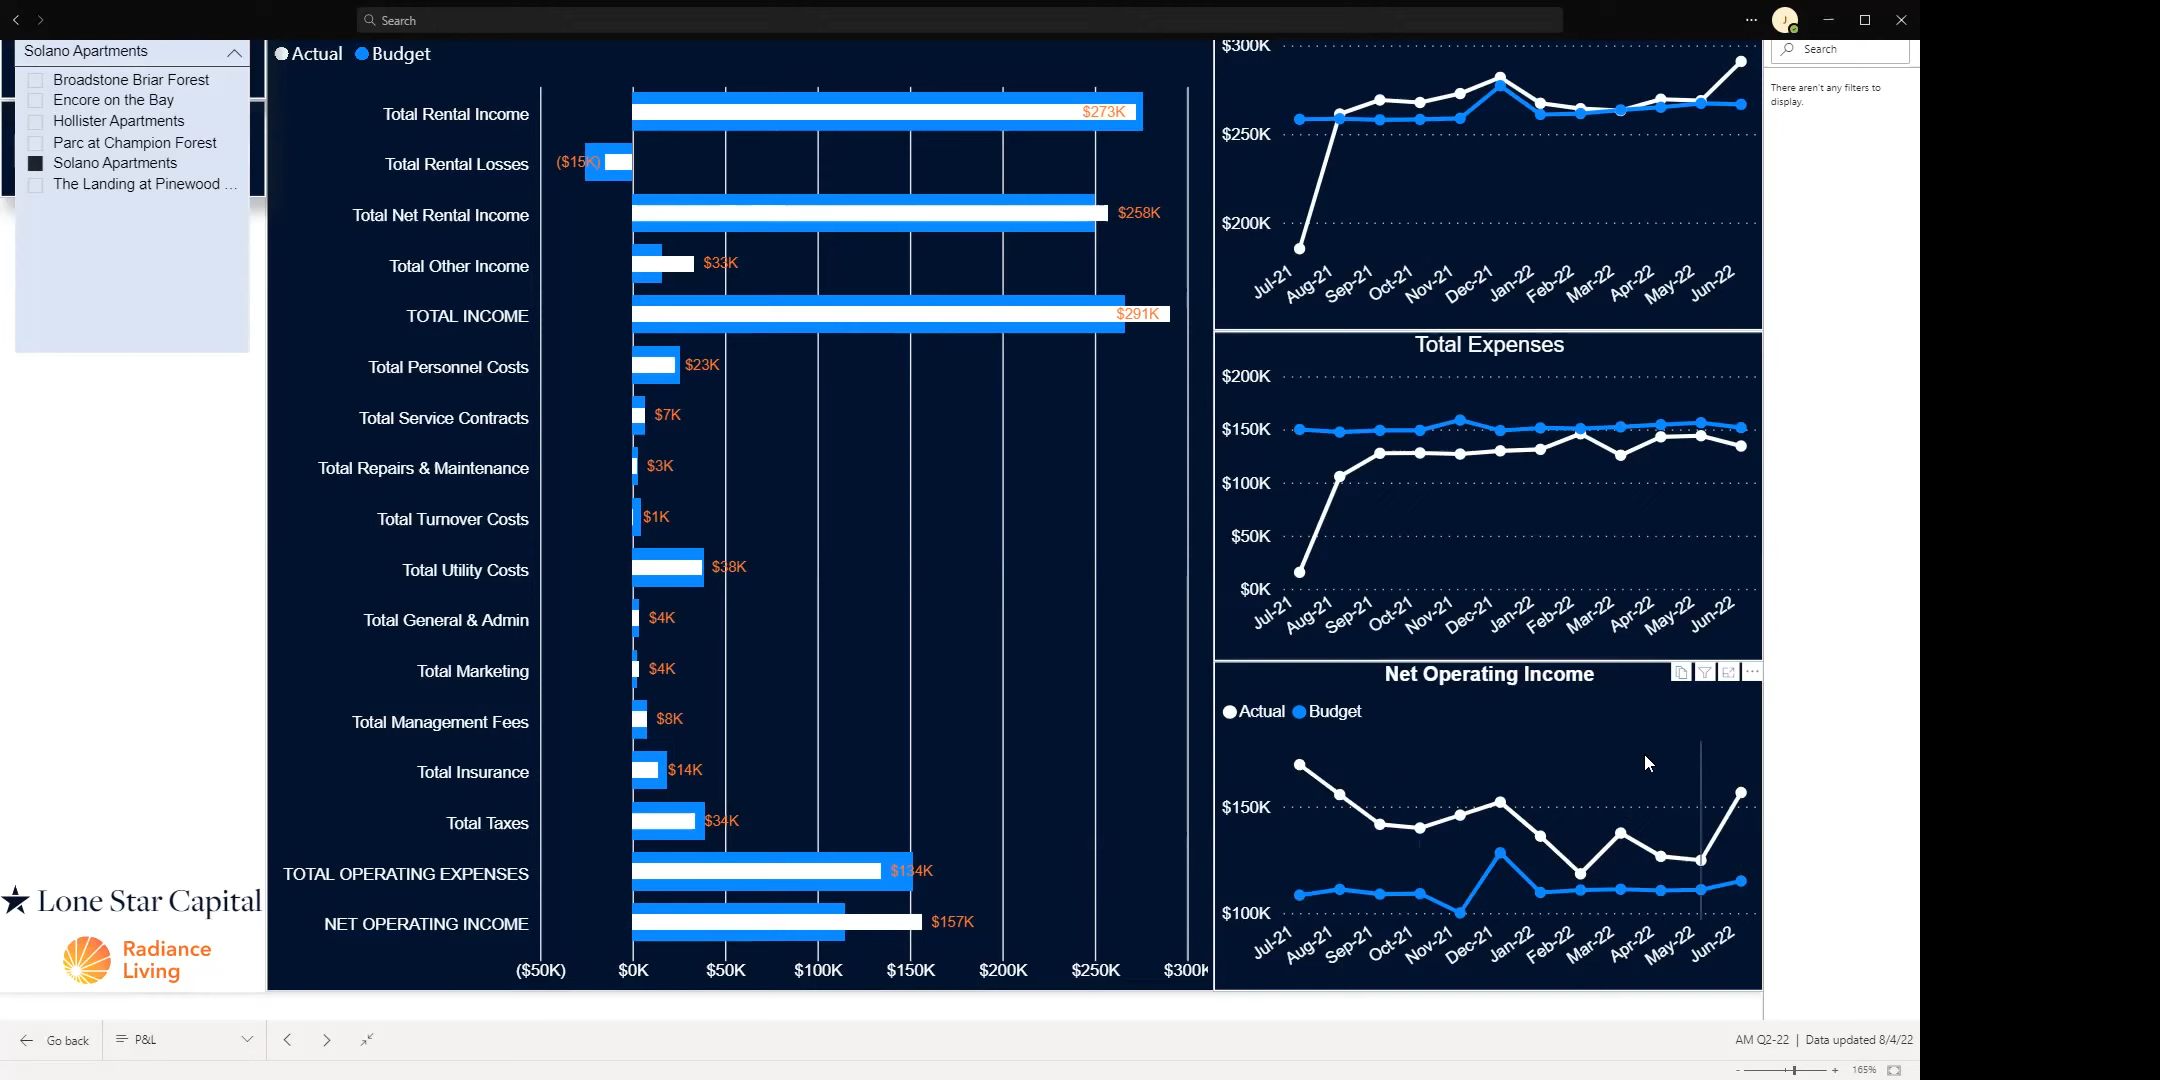 Search
J
Solano Apartments
Broadstone Briar Forest
Encore on the Bay
Hollister Apartments
Parc at Champion Forest
Solano Apartments
The Landing at Pinewood ...
Lone Star Capital
Radiance
Living
Actual Budget
Total Rental Income $273K
Total Rental Losses ($15K)
Total Net Rental Income $258K
Total Other Income $33K
TOTAL INCOME $291K
Total Personnel Costs $23K
Total Service Contracts $7K
Total Repairs & Maintenance $3K
Total Turnover Costs $1K
Total Utility Costs $38K
Total General & Admin $4K
Total Marketing $4K
Total Management Fees $8K
Total Insurance $14K
Total Taxes $34K
TOTAL OPERATING EXPENSES $134K
NET OPERATING INCOME $157K
($50K) $0K $50K $100K $150K $200K $250K $300K
$300K
$250K
$200K
Jul-21 Aug-21 Sep-21 Oct-21 Nov-21 Dec-21 Jan-22 Feb-22 Mar-22 Apr-22 May-22 Jun-22
Total Expenses
$200K
$150K
$100K
$50K
$0K
Jul-21 Aug-21 Sep-21 Oct-21 Nov-21 Dec-21 Jan-22 Feb-22 Mar-22 Apr-22 May-22 Jun-22
Net Operating Income
Actual Budget
$150K
$100K
Jul-21 Aug-21 Sep-21 Oct-21 Nov-21 Dec-21 Jan-22 Feb-22 Mar-22 Apr-22 May-22 Jun-22
Search
There aren't any filters to
display.
Go back P&L
AM Q2-22 | Data updated 8/4/22
- + 165%